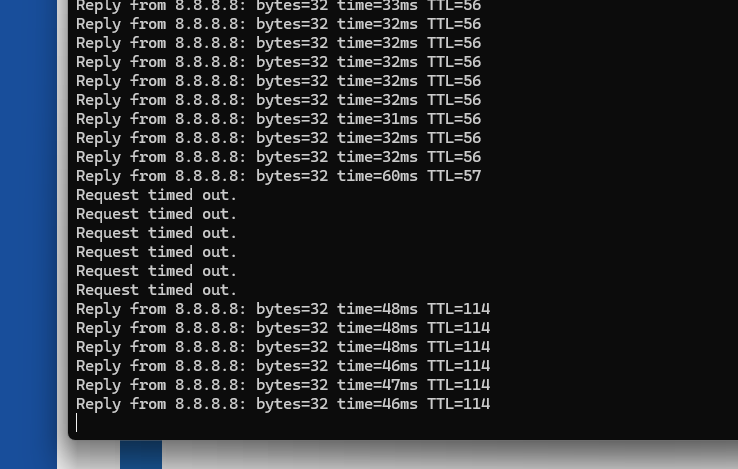 Reply from 8.8.8.8: bytes=32 time=33ms TTL=56
Reply from 8.8.8.8: bytes=32 time=32ms TTL=56
Reply from 8.8.8.8: bytes=32 time=32ms TTL=56
Reply from 8.8.8.8: bytes=32 time=32ms TTL=56
Reply from 8.8.8.8: bytes=32 time=32ms TTL=56
Reply from 8.8.8.8: bytes=32 time=32ms TTL=56
Reply from 8.8.8.8: bytes=32 time=31ms TTL=56
Reply from 8.8.8.8: bytes=32 time=32ms TTL=56
Reply from 8.8.8.8: bytes=32 time=32ms TTL=56
Reply from 8.8.8.8: bytes=32 time=60ms TTL=57
Request timed out.
Request timed out.
Request timed out.
Request timed out.
Request timed out.
Request timed out.
Reply from 8.8.8.8: bytes=32 time=48ms TTL=114
Reply from 8.8.8.8: bytes=32 time=48ms TTL=114
Reply from 8.8.8.8: bytes=32 time=48ms TTL=114
Reply from 8.8.8.8: bytes=32 time=46ms TTL=114
Reply from 8.8.8.8: bytes=32 time=47ms TTL=114
Reply from 8.8.8.8: bytes=32 time=46ms TTL=114